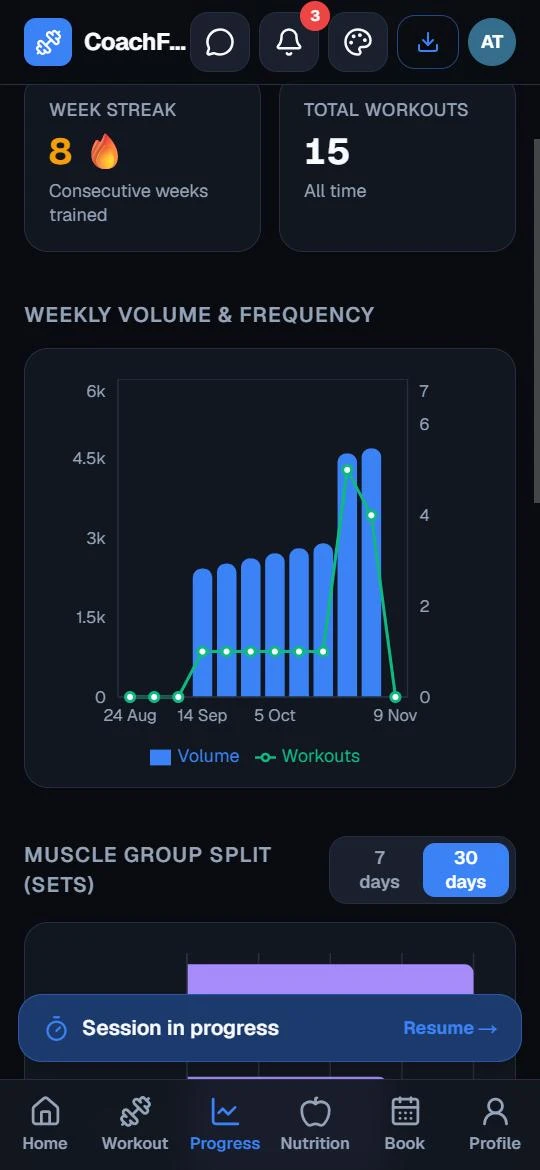 CoachF...
3
AT
WEEK STREAK
8
Consecutive weeks
trained
TOTAL WORKOUTS
15
All time
WEEKLY VOLUME & FREQUENCY
6k
4.5k
3k
1.5k
0
7
6
4
2
0
24 Aug
14 Sep
5 Oct
9 Nov
Volume
Workouts
MUSCLE GROUP SPLIT
(SETS)
7
days
30
days
Session in progress
Resume →
Home
Workout
Progress
Nutrition
Book
Profile